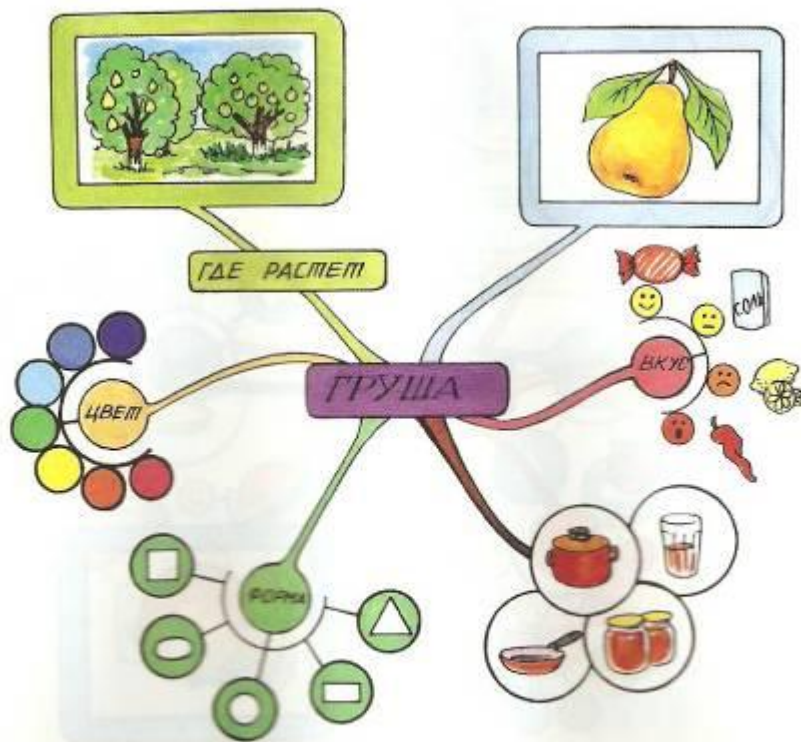 ГДЕ РАСТЕТ
СОЛЬ
ГРУША
ВКУС
ЦВЕТ
ФОРМА